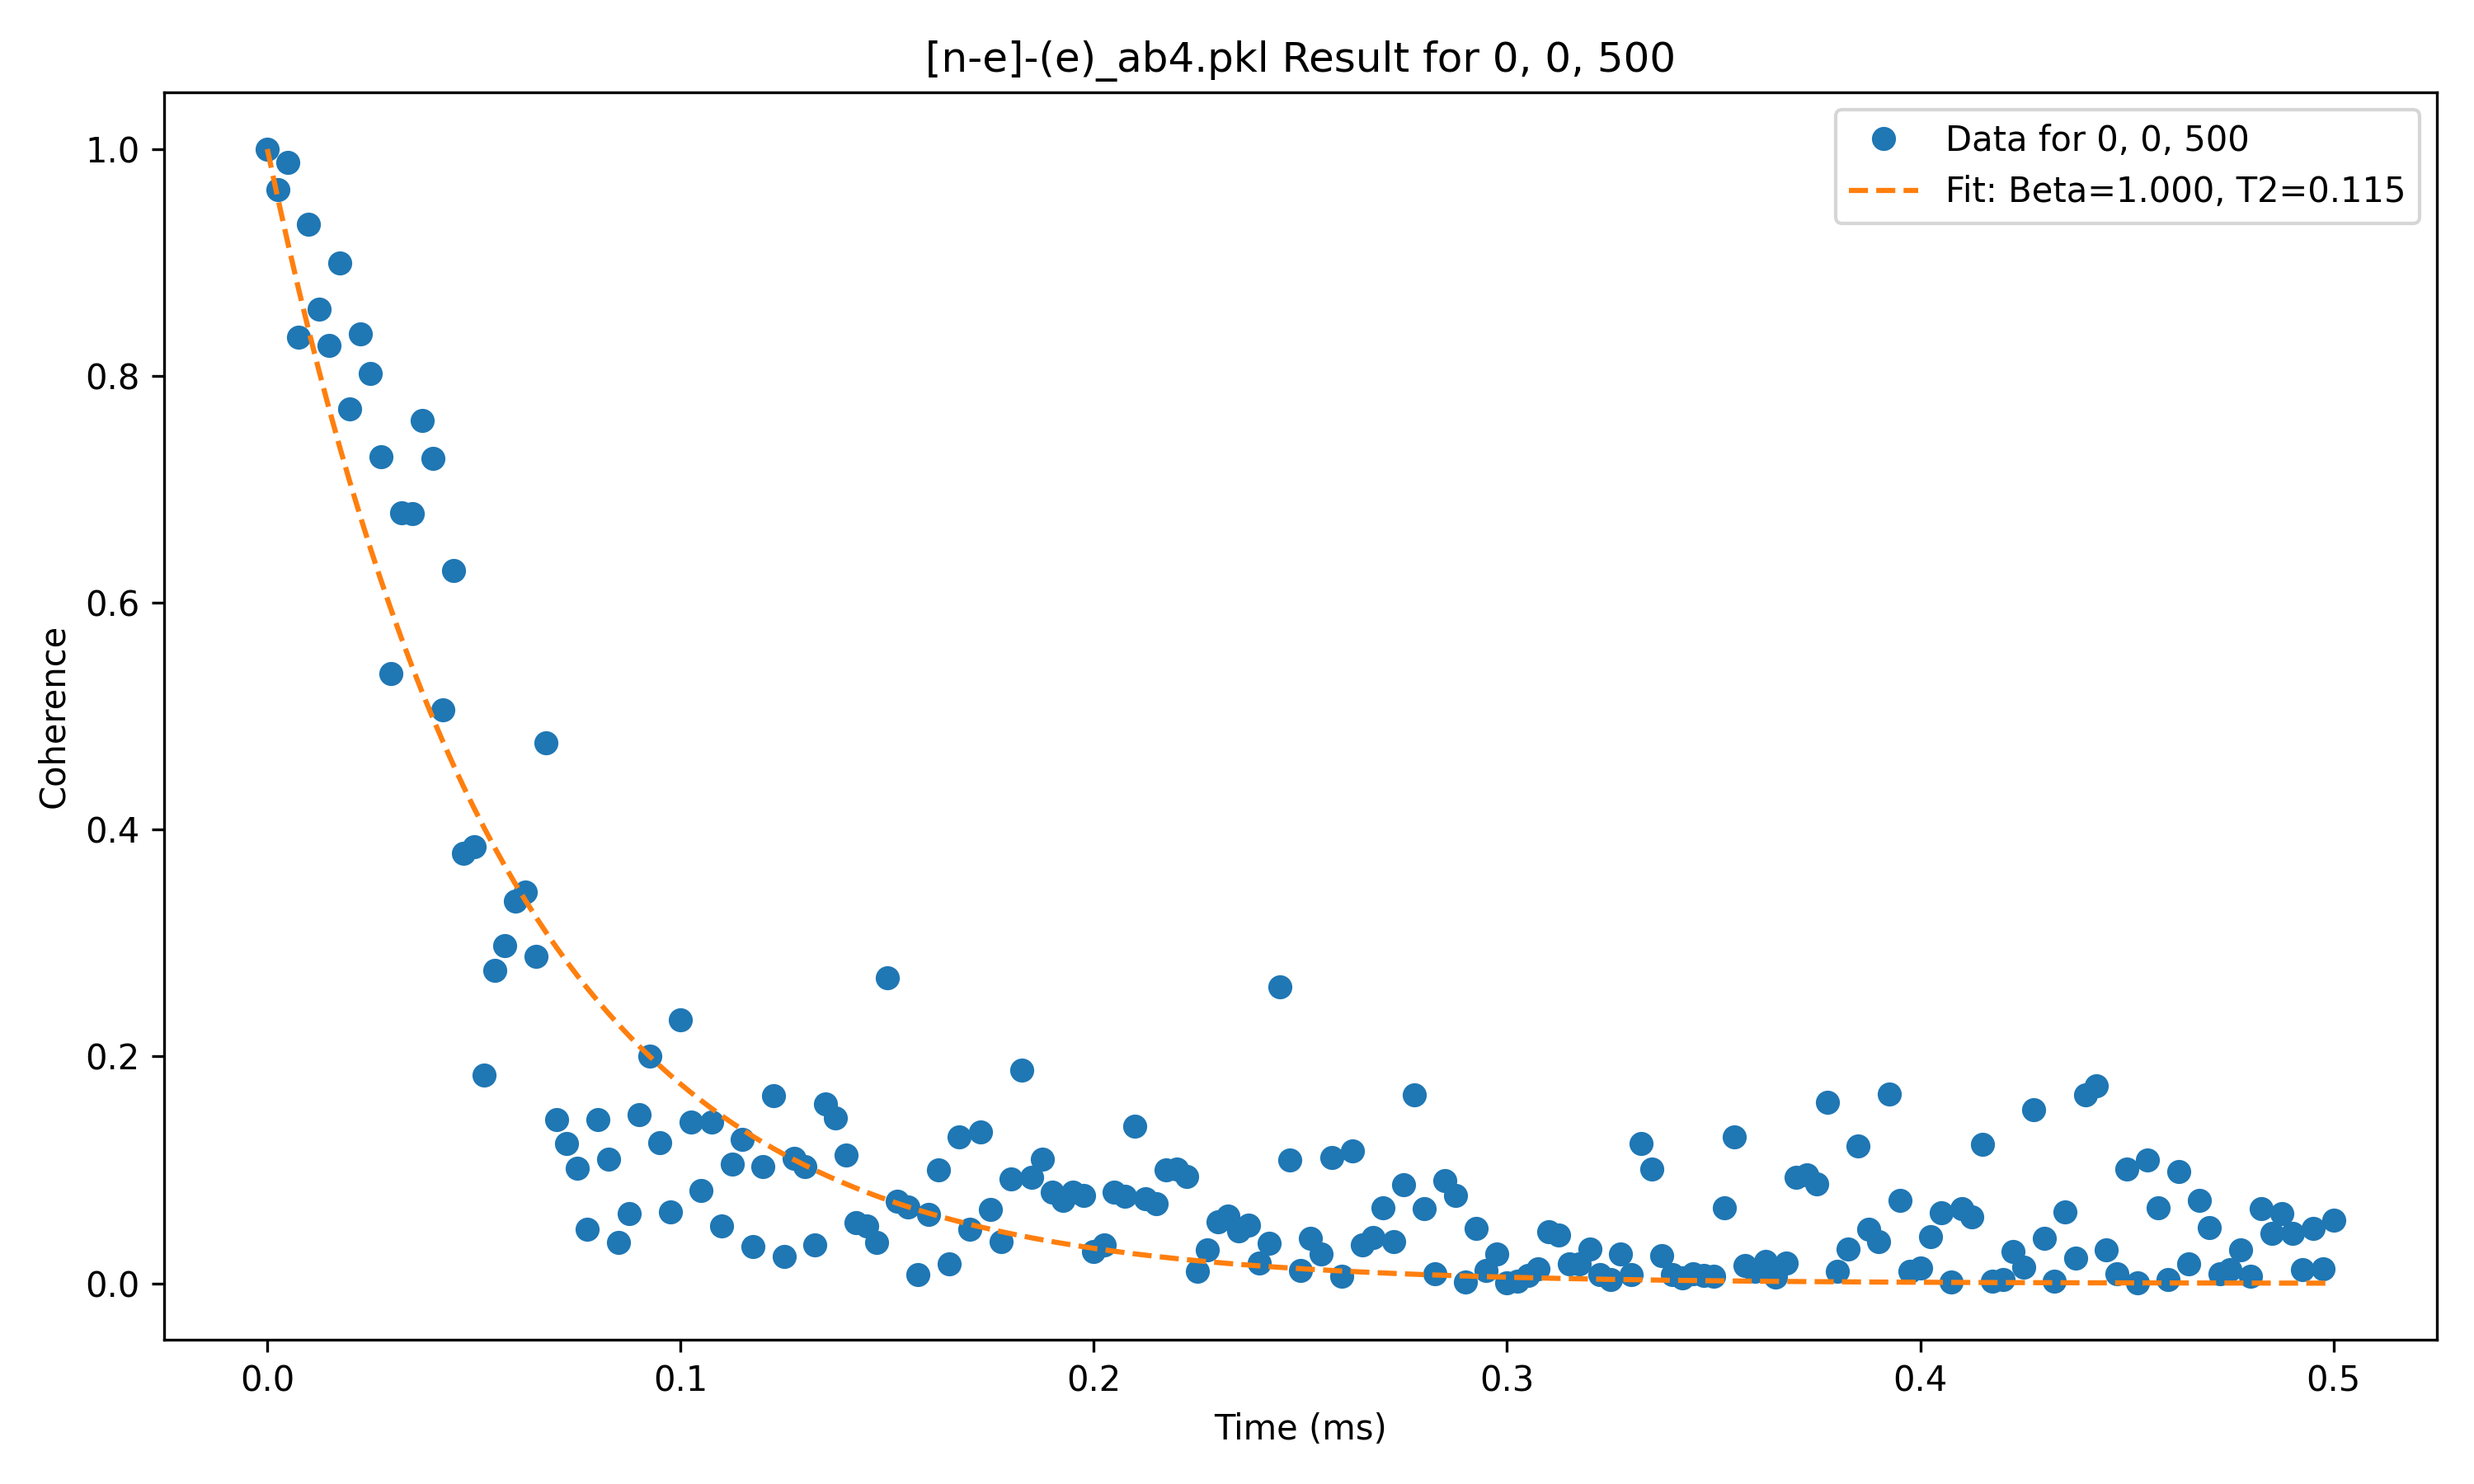 [n-e]-(e)_ab4.pkl Result for 0, 0, 500
Data for 0, 0, 500
Fit: Beta=1.000, T2=0.115
Coherence
1.0
0.8
0.6
0.4
0.2
0.0
0.0 0.1 0.2 0.3 0.4 0.5
Time (ms)